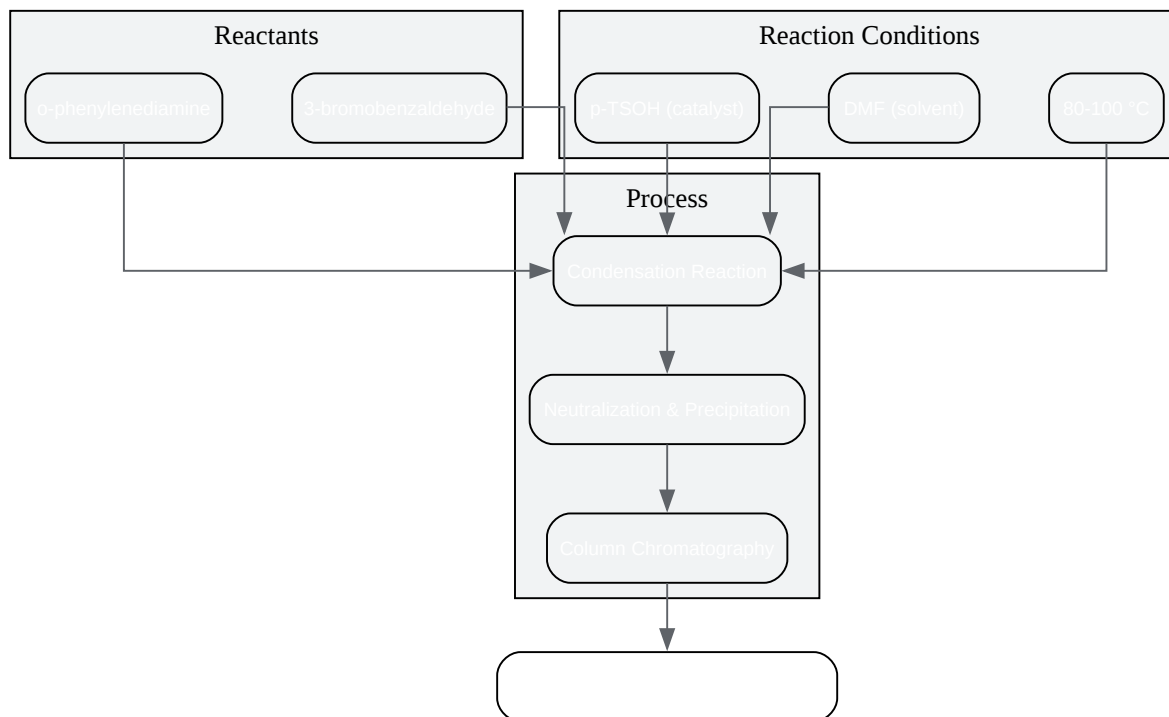 Reactants
Reaction Conditions
o-phenylenediamine
3-bromobenzaldehyde
p-TSOH (catalyst)
DMF (solvent)
80-100 °C
Process
Condensation Reaction
Neutralization & Precipitation
Column Chromatography